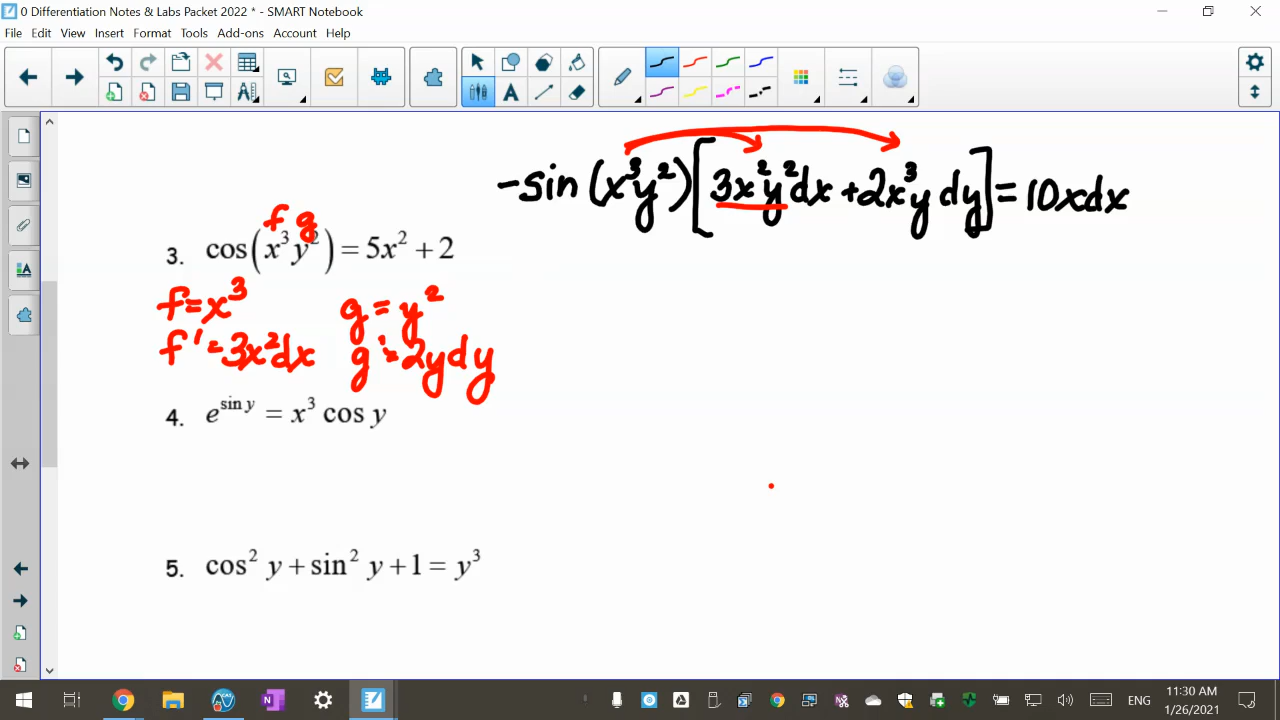 0 Differentiation Notes & Labs Packet 2022 * - SMART Notebook
File Edit View Insert Format Tools Add-ons Account Help
-sin (x³y²)[3x²y²dx + 2x³y dy] = 10xdx
f g
3. cos(x³y²) = 5x² + 2
f = x³ g = y²
f' = 3x²dx g' = 2ydy
4. e^(sin y) = x³ cos y
5. cos² y + sin² y + 1 = y³
ENG
11:30 AM
1/26/2021